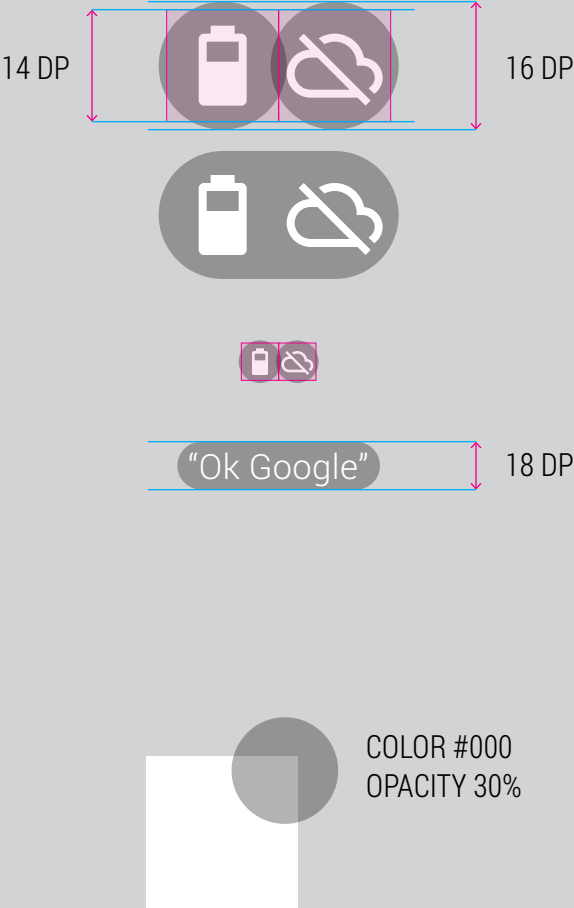 14 DP
16 DP
“Ok Google”
18 DP
COLOR #000
OPACITY 30%